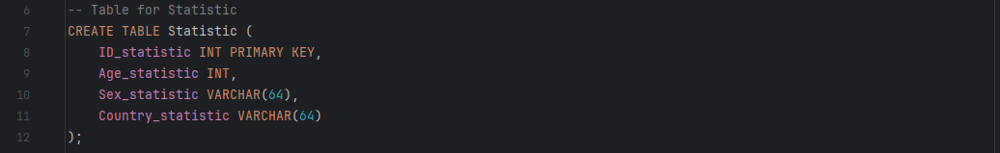 6 -- Table for Statistic
7 CREATE TABLE Statistic (
8 ID_statistic INT PRIMARY KEY,
9 Age_statistic INT,
10 Sex_statistic VARCHAR(64),
11 Country_statistic VARCHAR(64)
12 );